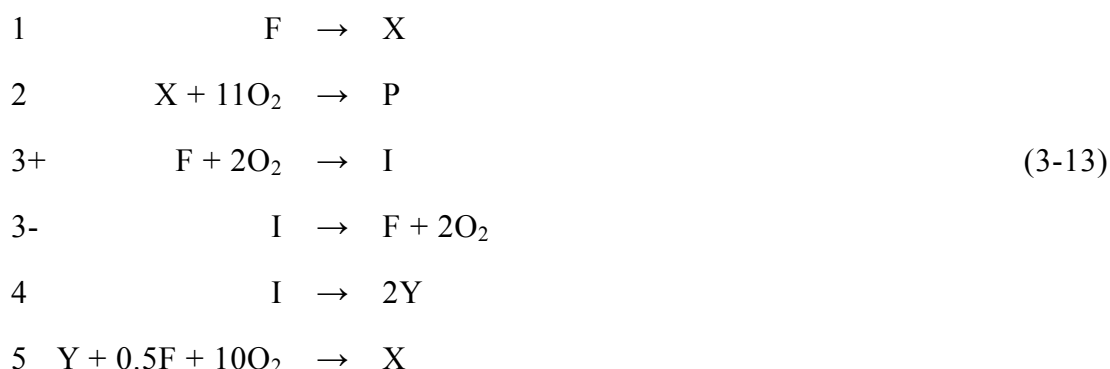 1 F → X
2 X + 11O₂ → P
3+ F + 2O₂ → I (3-13)
3- I → F + 2O₂
4 I → 2Y
5 Y + 0.5F + 10O₂ → X